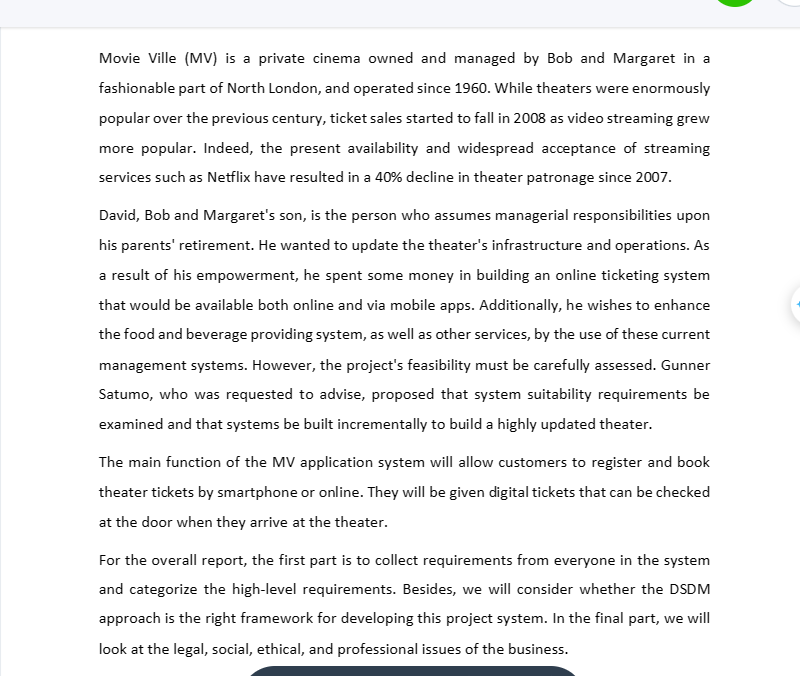 Movie Ville (MV) is a private cinema owned and managed by Bob and Margaret in a
fashionable part of North London, and operated since 1960. While theaters were enormously
popular over the previous century, ticket sales started to fall in 2008 as video streaming grew
more popular. Indeed, the present availability and widespread acceptance of streaming
services such as Netflix have resulted in a 40% decline in theater patronage since 2007.
David, Bob and Margaret's son, is the person who assumes managerial responsibilities upon
his parents' retirement. He wanted to update the theater's infrastructure and operations. As
a result of his empowerment, he spent some money in building an online ticketing system
that would be available both online and via mobile apps. Additionally, he wishes to enhance
the food and beverage providing system, as well as other services, by the use of these current
management systems. However, the project's feasibility must be carefully assessed. Gunner
Satumo, who was requested to advise, proposed that system suitability requirements be
examined and that systems be built incrementally to build a highly updated theater.
The main function of the MV application system will allow customers to register and book
theater tickets by smartphone or online. They will be given digital tickets that can be checked
at the door when they arrive at the theater.
For the overall report, the first part is to collect requirements from everyone in the system
and categorize the high-level requirements. Besides, we will consider whether the DSDM
approach is the right framework for developing this project system. In the final part, we will
look at the legal, social, ethical, and professional issues of the business.